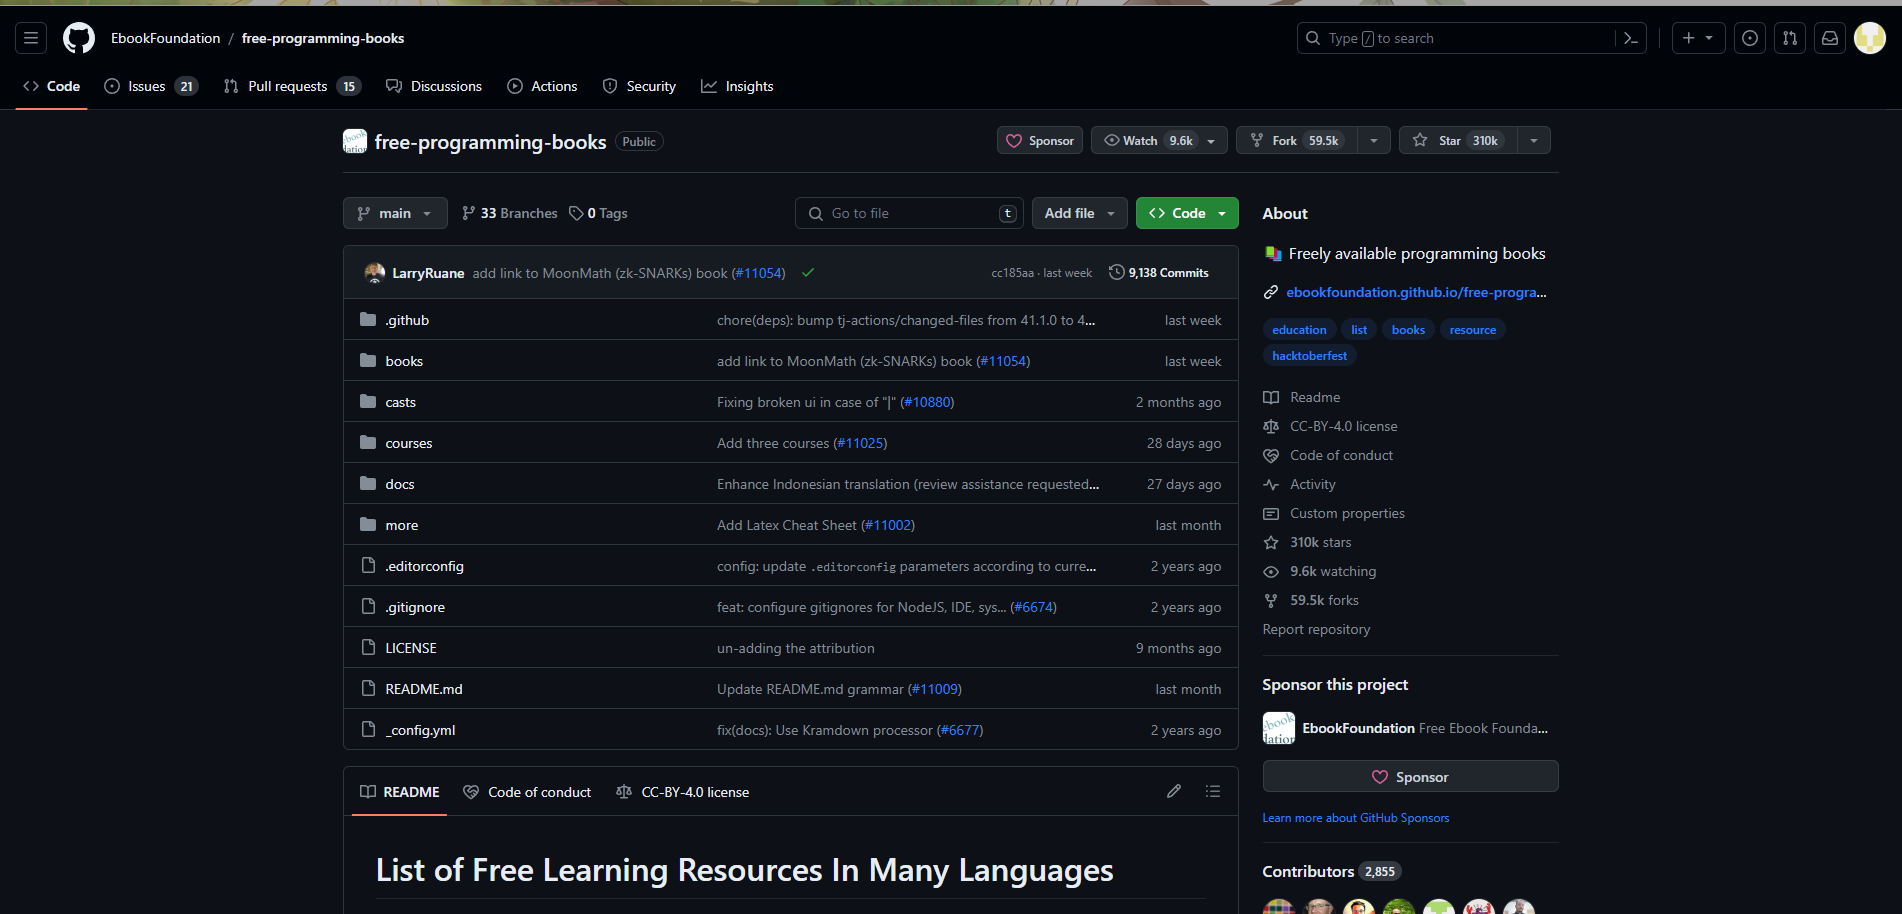 EbookFoundation / free-programming-books
Type / to search
Code Issues 21 Pull requests 15 Discussions Actions Security Insights
free-programming-books Public
Sponsor Watch 9.6k Fork 59.5k Star 310k
main 33 Branches 0 Tags Go to file t Add file Code
LarryRuane add link to MoonMath (zk-SNARKs) book (#11054) cc185aa · last week 9,138 Commits
.github chore(deps): bump tj-actions/changed-files from 41.1.0 to 4... last week
books add link to MoonMath (zk-SNARKs) book (#11054) last week
casts Fixing broken ui in case of "|" (#10880) 2 months ago
courses Add three courses (#11025) 28 days ago
docs Enhance Indonesian translation (review assistance requested... 27 days ago
more Add Latex Cheat Sheet (#11002) last month
.editorconfig config: update .editorconfig parameters according to curre... 2 years ago
.gitignore feat: configure gitignores for NodeJS, IDE, sys... (#6674) 2 years ago
LICENSE un-adding the attribution 9 months ago
README.md Update README.md grammar (#11009) last month
_config.yml fix(docs): Use Kramdown processor (#6677) 2 years ago
README Code of conduct CC-BY-4.0 license
List of Free Learning Resources In Many Languages
About
Freely available programming books
ebookfoundation.github.io/free-progra...
education list books resource
hacktoberfest
Readme
CC-BY-4.0 license
Code of conduct
Activity
Custom properties
310k stars
9.6k watching
59.5k forks
Report repository
Sponsor this project
EbookFoundation Free Ebook Founda...
Sponsor
Learn more about GitHub Sponsors
Contributors 2,855